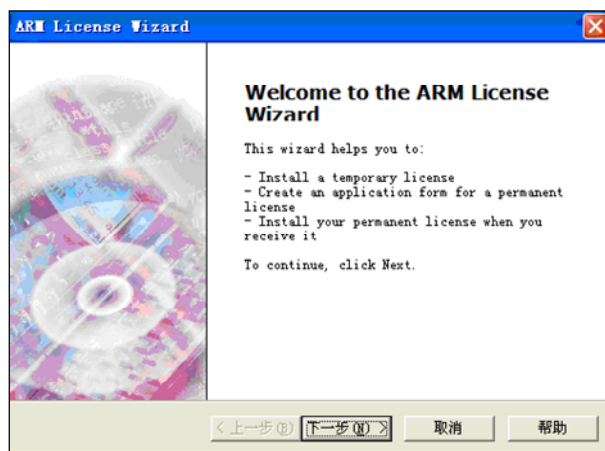 ARM License Wizard
Welcome to the ARM License
Wizard
This wizard helps you to:
- Install a temporary license
- Create an application form for a permanent
license
- Install your permanent license when you
receive it
To continue, click Next.
< 上一步(B) 下一步(N) > 取消 帮助